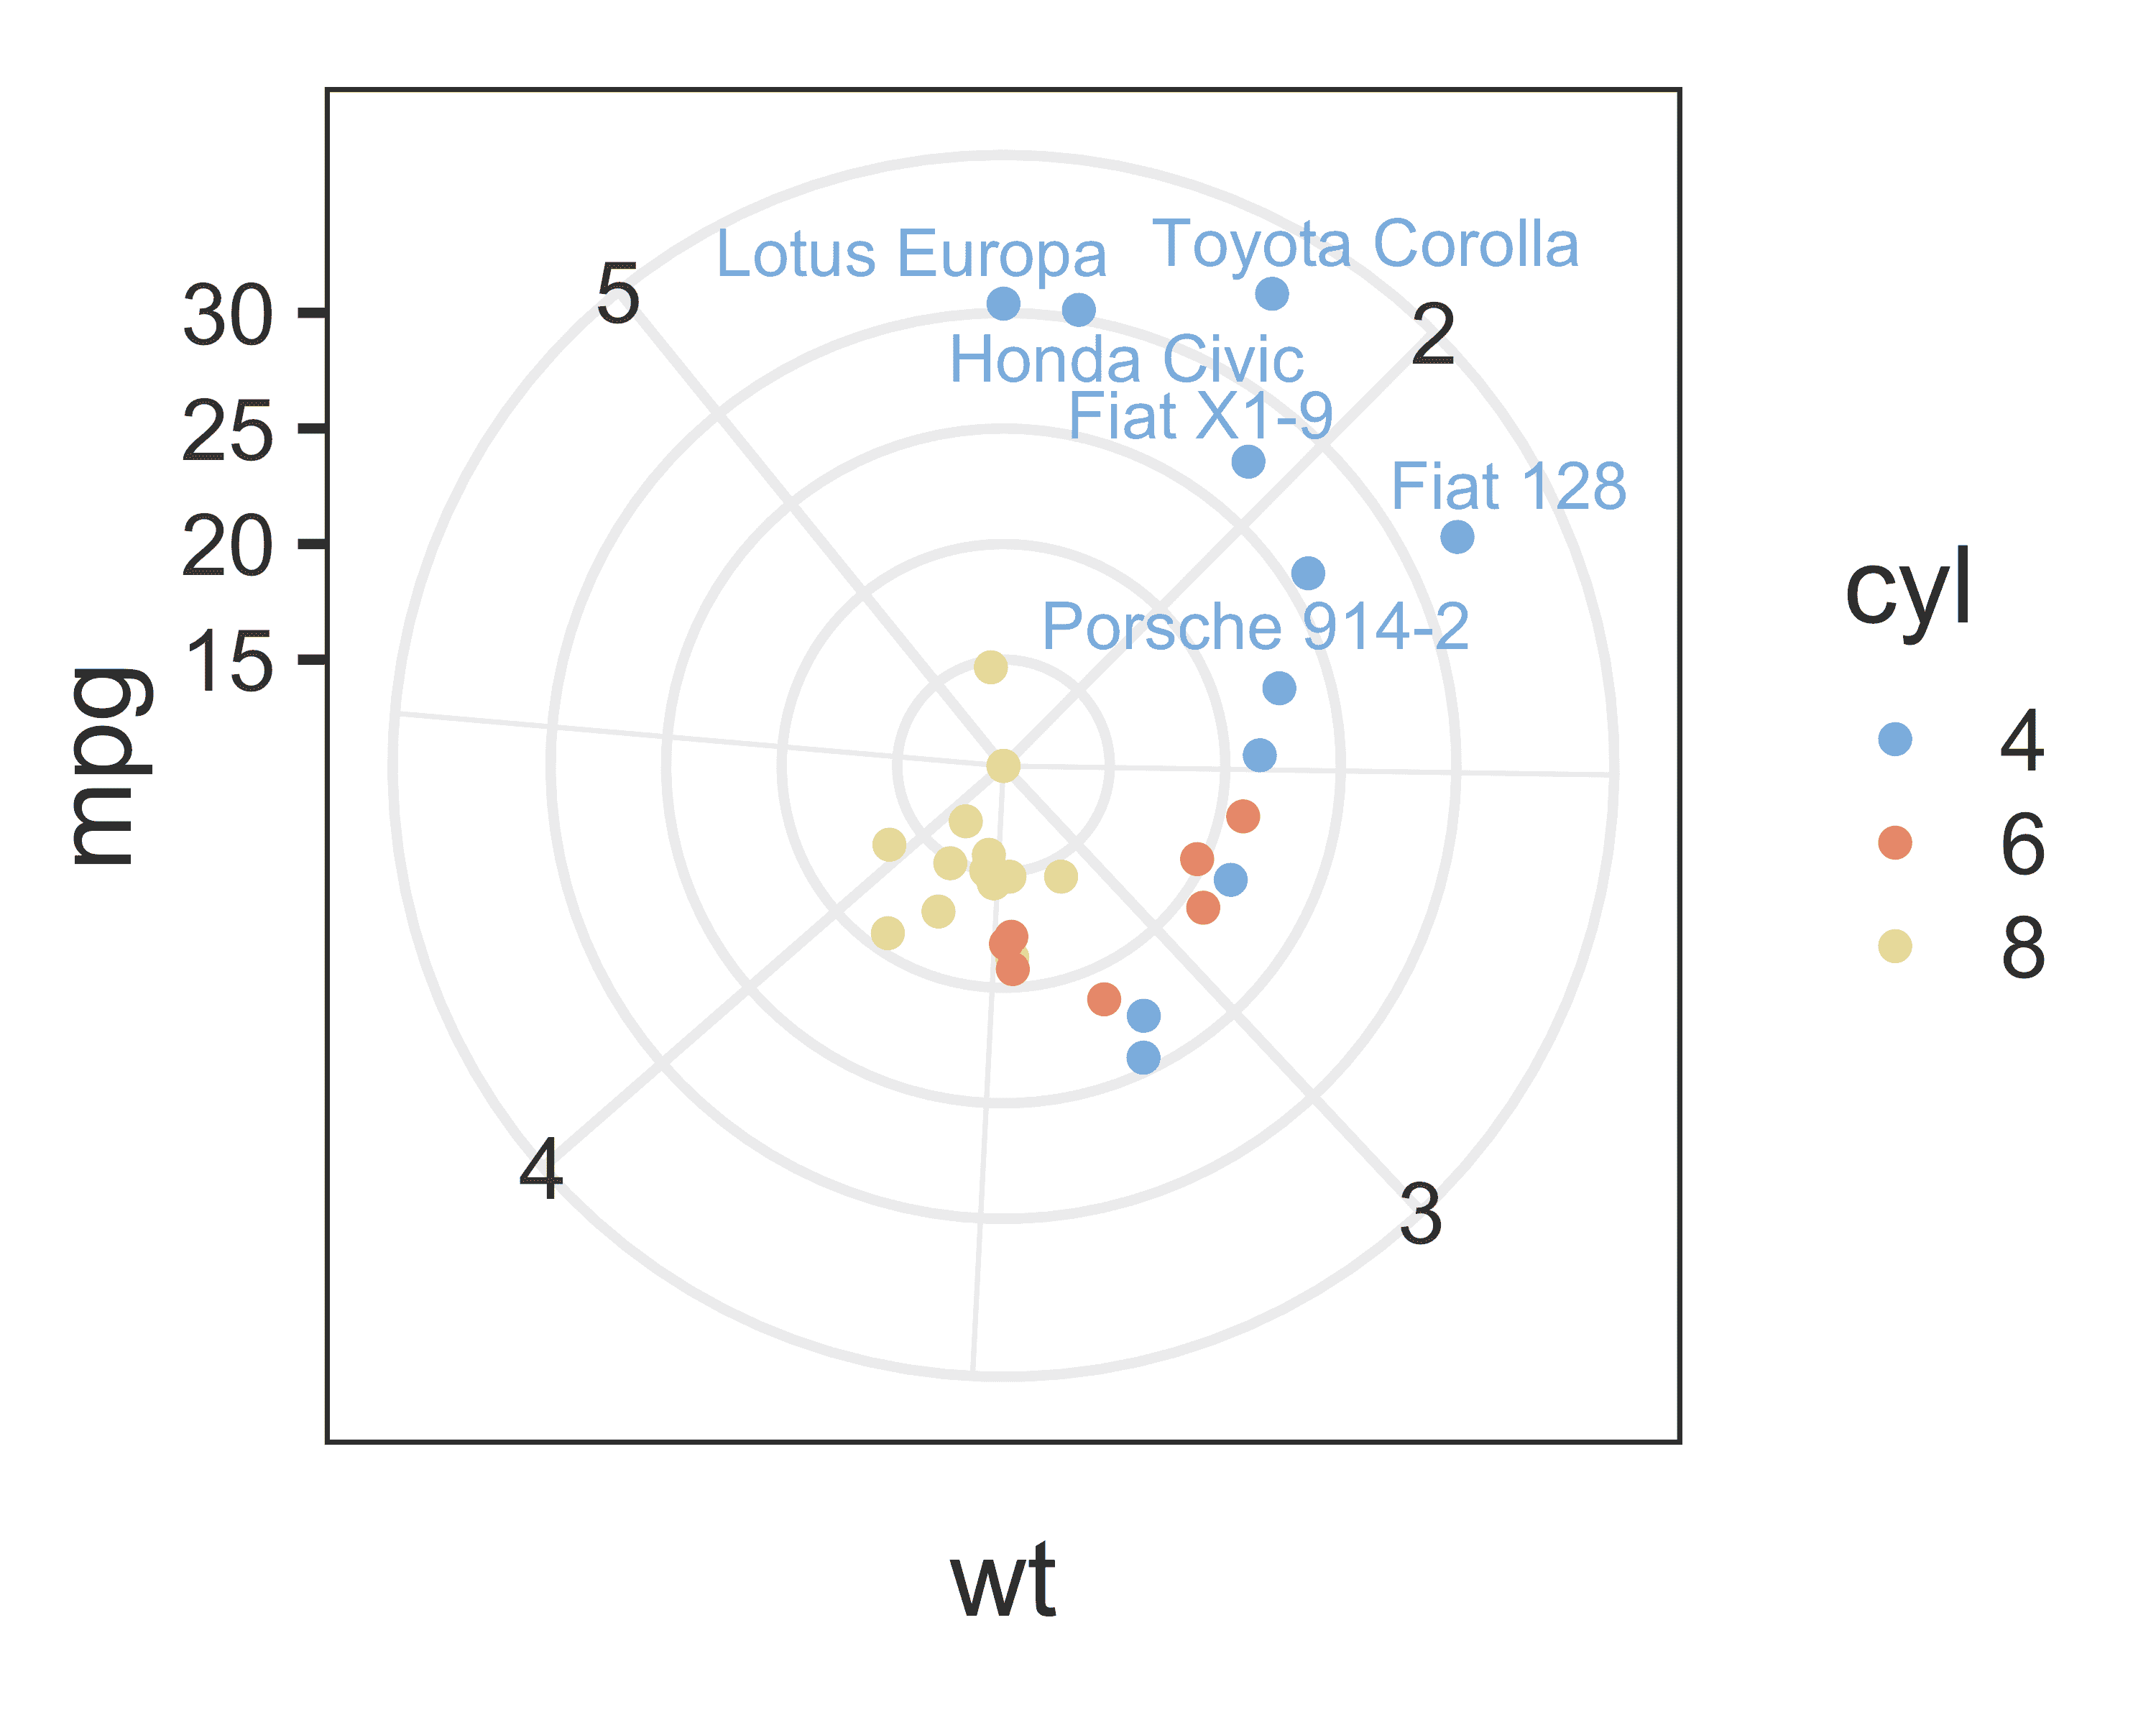 Lotus Europa
Toyota Corolla
5
2
30
Honda Civic
Fiat X1-9
25
Fiat 128
20
cyl
Porsche 914-2
15
mpg
4
6
8
4
3
wt